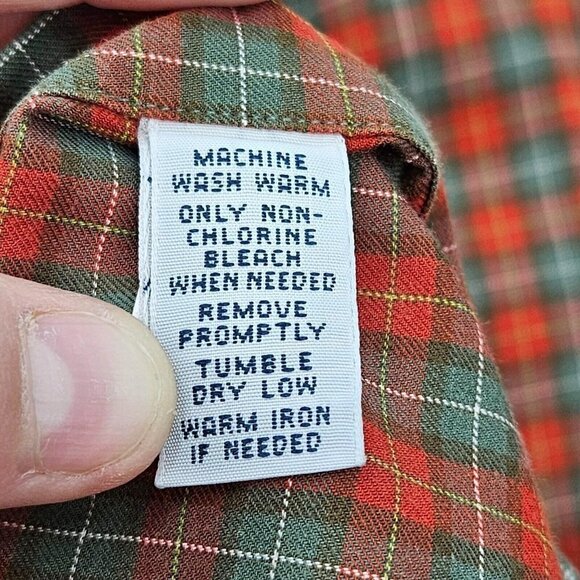 MACHINE
WASH WARM
ONLY NON-
CHLORINE
BLEACH
WHEN NEEDED
REMOVE
PROMPTLY
TUMBLE
DRY LOW
WARM IRON
IF NEEDED